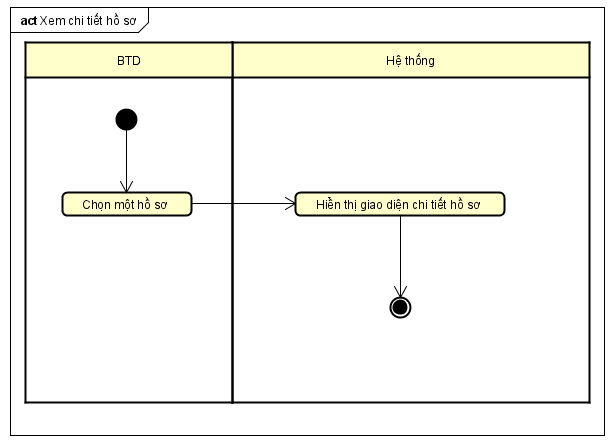 act Xem chi tiết hồ sơ
BTD
Hệ thống
Chọn một hồ sơ
Hiển thị giao diện chi tiết hồ sơ